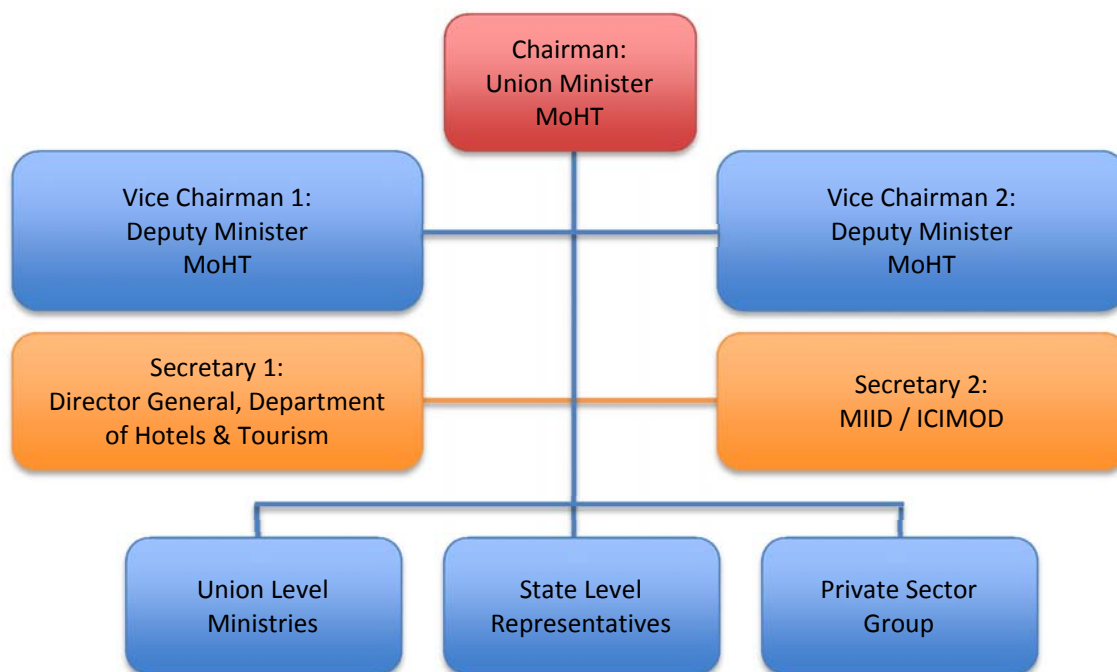 Chairman:
Union Minister
MoHT
Vice Chairman 1:
Deputy Minister
MoHT
Vice Chairman 2:
Deputy Minister
MoHT
Secretary 1:
Director General, Department
of Hotels & Tourism
Secretary 2:
MIID / ICIMOD
Union Level
Ministries
State Level
Representatives
Private Sector
Group